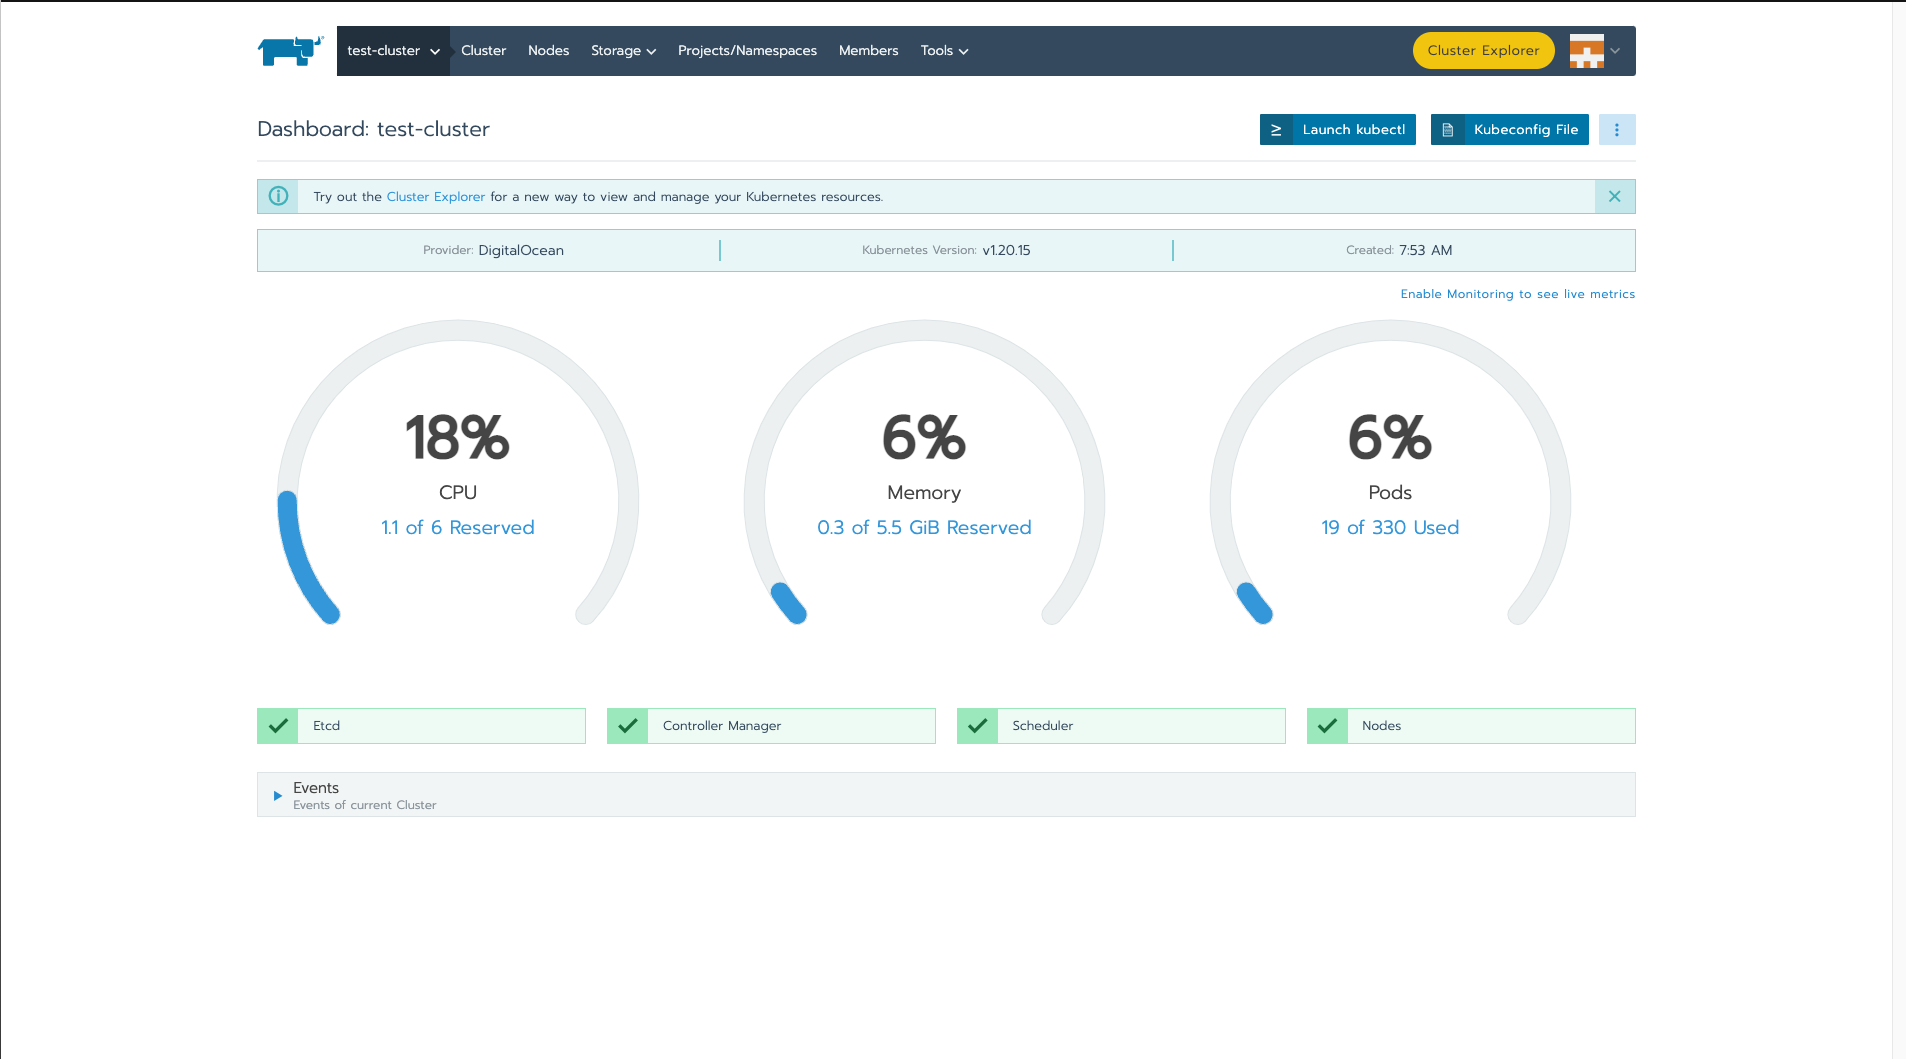 test-cluster Cluster Nodes Storage Projects/Namespaces Members Tools Cluster Explorer
Dashboard: test-cluster
Launch kubectl Kubeconfig File
Try out the Cluster Explorer for a new way to view and manage your Kubernetes resources.
Provider: DigitalOcean Kubernetes Version: v1.20.15 Created: 7:53 AM
Enable Monitoring to see live metrics
18%
CPU
1.1 of 6 Reserved
6%
Memory
0.3 of 5.5 GiB Reserved
6%
Pods
19 of 330 Used
Etcd Controller Manager Scheduler Nodes
Events
Events of current Cluster